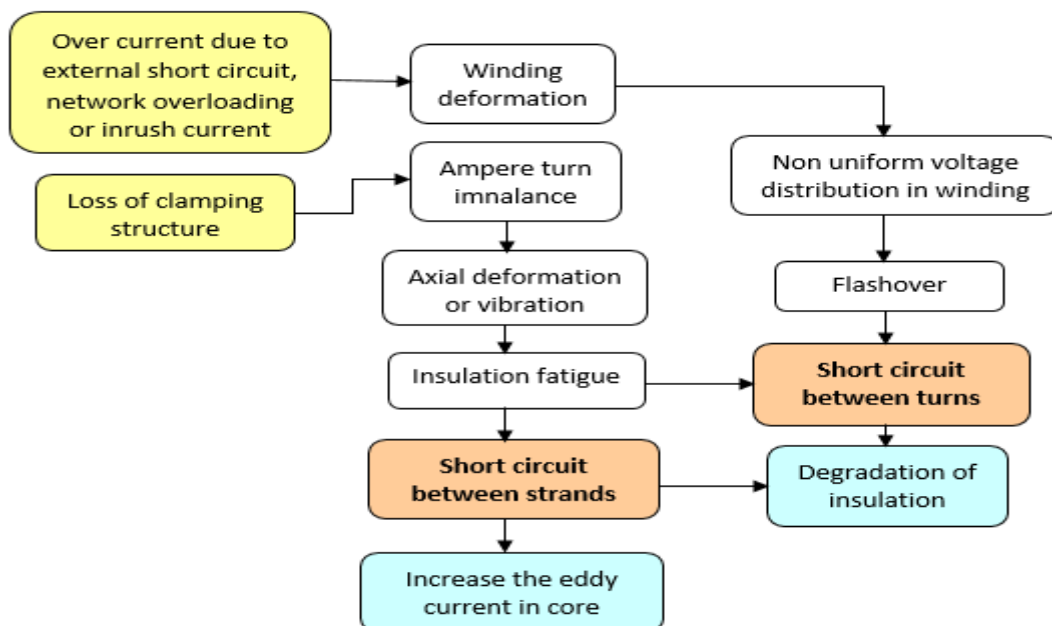 Over current due to
external short circuit,
network overloading
or inrush current
Winding
deformation
Ampere turn
imnalance
Loss of clamping
structure
Non uniform voltage
distribution in winding
Axial deformation
or vibration
Flashover
Insulation fatigue
Short circuit
between turns
Short circuit
between strands
Degradation of
insulation
Increase the eddy
current in core